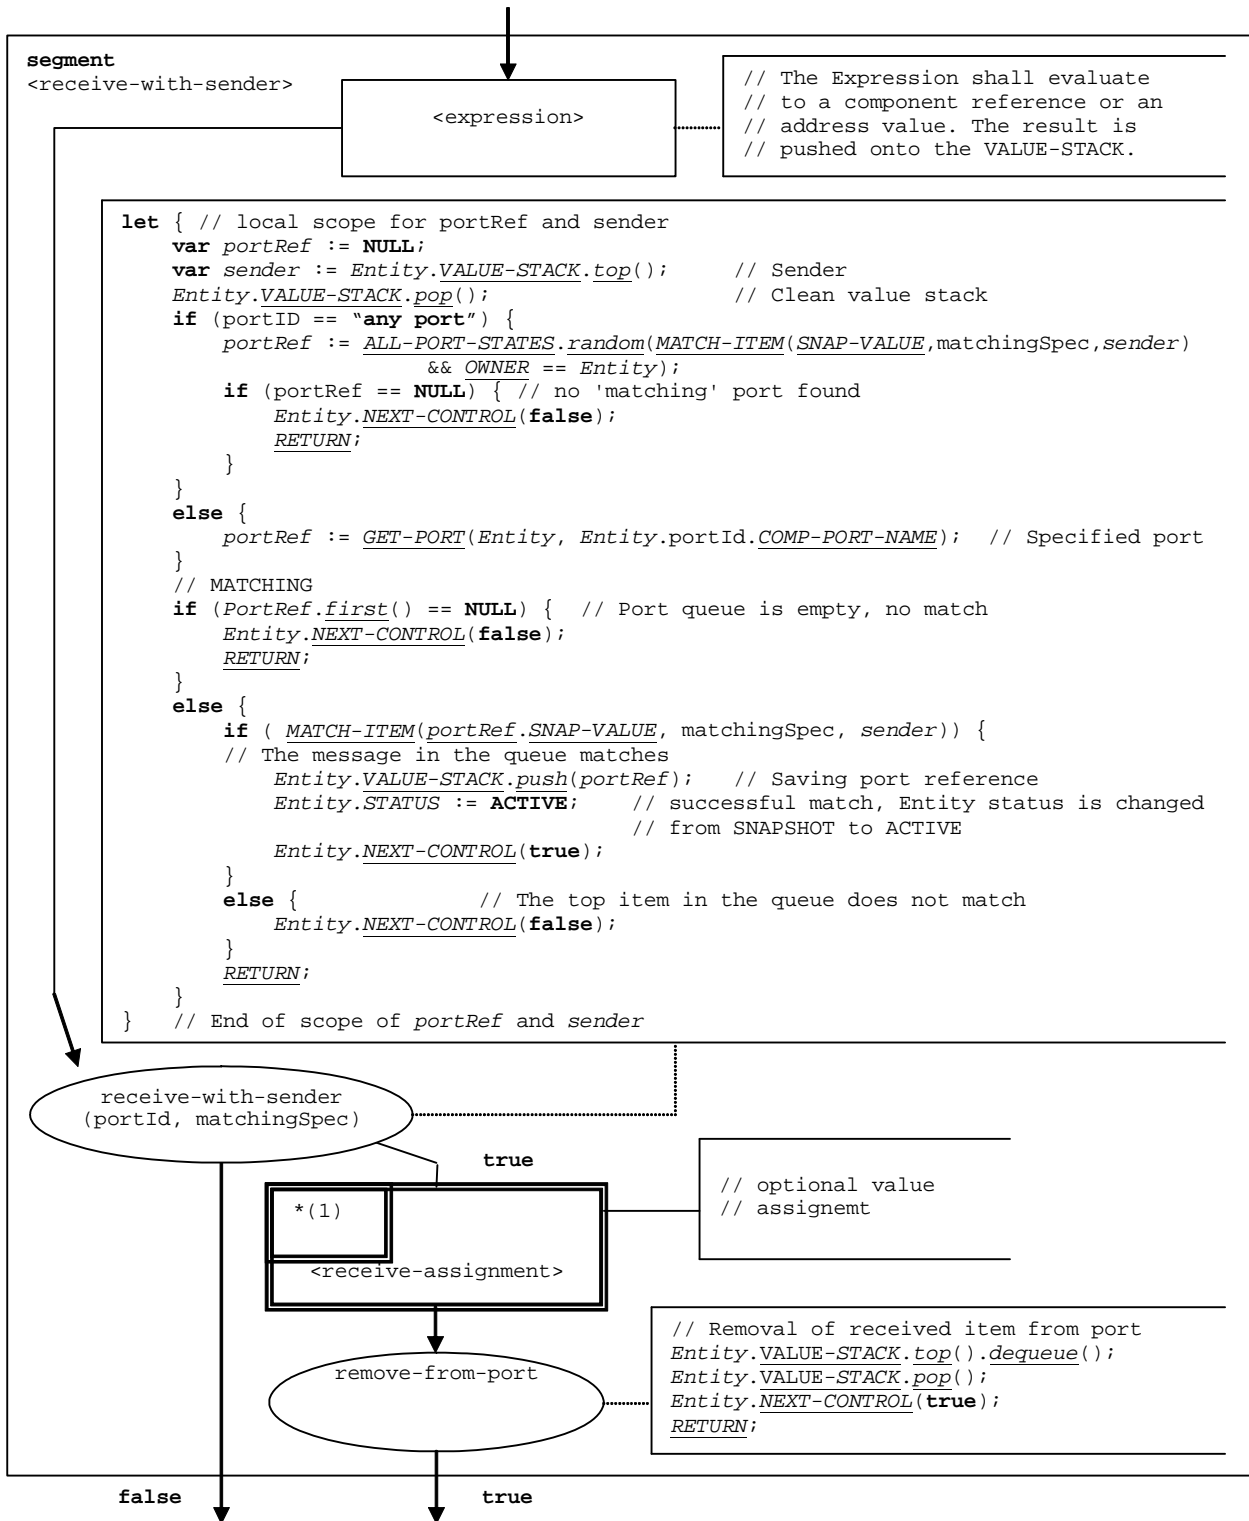 segment
<receive-with-sender>
<expression>
// The Expression shall evaluate
// to a component reference or an
// address value. The result is
// pushed onto the VALUE-STACK.
let { // local scope for portRef and sender
var portRef := NULL;
var sender := Entity.VALUE-STACK.top(); // Sender
Entity.VALUE-STACK.pop(); // Clean value stack
if (portID == “any port”) {
portRef := ALL-PORT-STATES.random(MATCH-ITEM(SNAP-VALUE,matchingSpec,sender)
&& OWNER == Entity);
if (portRef == NULL) { // no 'matching' port found
Entity.NEXT-CONTROL(false);
RETURN;
}
}
else {
portRef := GET-PORT(Entity, Entity.portId.COMP-PORT-NAME); // Specified port
}
// MATCHING
if (PortRef.first() == NULL) { // Port queue is empty, no match
Entity.NEXT-CONTROL(false);
RETURN;
}
else {
if ( MATCH-ITEM(portRef.SNAP-VALUE, matchingSpec, sender)) {
// The message in the queue matches
Entity.VALUE-STACK.push(portRef); // Saving port reference
Entity.STATUS := ACTIVE; // successful match, Entity status is changed
// from SNAPSHOT to ACTIVE
Entity.NEXT-CONTROL(true);
}
else { // The top item in the queue does not match
Entity.NEXT-CONTROL(false);
}
RETURN;
}
} // End of scope of portRef and sender
receive-with-sender
(portId, matchingSpec)
true
*(1)
<receive-assignment>
// optional value
// assignemt
remove-from-port
// Removal of received item from port
Entity.VALUE-STACK.top().dequeue();
Entity.VALUE-STACK.pop();
Entity.NEXT-CONTROL(true);
RETURN;
false
true